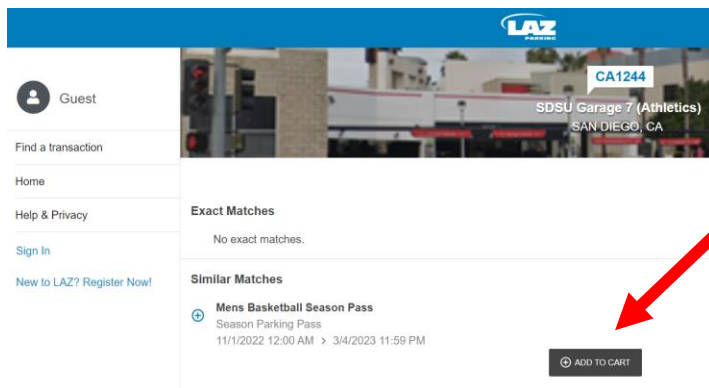 LAZ
PARKING
CA1244
SDSU Garage 7 (Athletics)
SAN DIEGO, CA
Guest
Find a transaction
Home
Help & Privacy
Sign In
New to LAZ? Register Now!
Exact Matches
No exact matches.
Similar Matches
Mens Basketball Season Pass
Season Parking Pass
11/1/2022 12:00 AM > 3/4/2023 11:59 PM
ADD TO CART